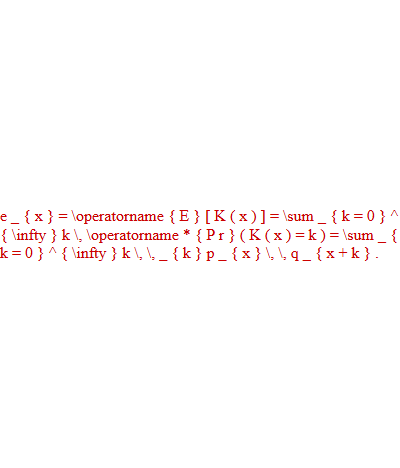 e _ { x } = \operatorname { E } [ K ( x ) ] = \sum _ { k = 0 } ^
{ \infty } k \, \operatorname * { P r } ( K ( x ) = k ) = \sum _ {
k = 0 } ^ { \infty } k \, \, _ { k } p _ { x } \, \, q _ { x + k } .